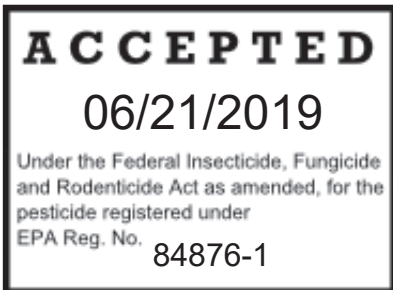 ACCEPTED
06/21/2019
Under the Federal Insecticide, Fungicide
and Rodenticide Act as amended, for the
pesticide registered under
EPA Reg. No. 84876-1